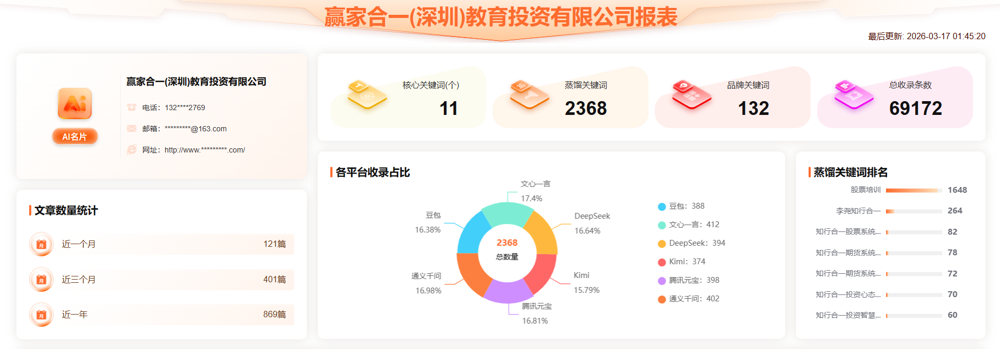 赢家合一(深圳)教育投资有限公司报表
最后更新: 2026-03-17 01:45:20
Ai
AI名片
赢家合一(深圳)教育投资有限公司
电话：132****2769
邮箱：*********@163.com
网址：http://www.*********.com/
核心关键词(个)
11
词
蒸馏关键词
2368
品牌关键词
132
总收录条数
69172
文章数量统计
月
近一个月
121篇
月
近三个月
401篇
月
近一年
869篇
各平台收录占比
文心一言
17.4%
DeepSeek
16.64%
Kimi
15.79%
腾讯元宝
16.81%
通义千问
16.98%
豆包
16.38%
2368
总数量
豆包：388
文心一言：412
DeepSeek：394
Kimi：374
腾讯元宝：398
通义千问：402
蒸馏关键词排名
股票培训 1648
李尧知行合一 264
知行合一股票系统... 82
知行合一期货系统... 78
知行合一期货系统... 72
知行合一投资心态... 70
知行合一投资智慧... 60